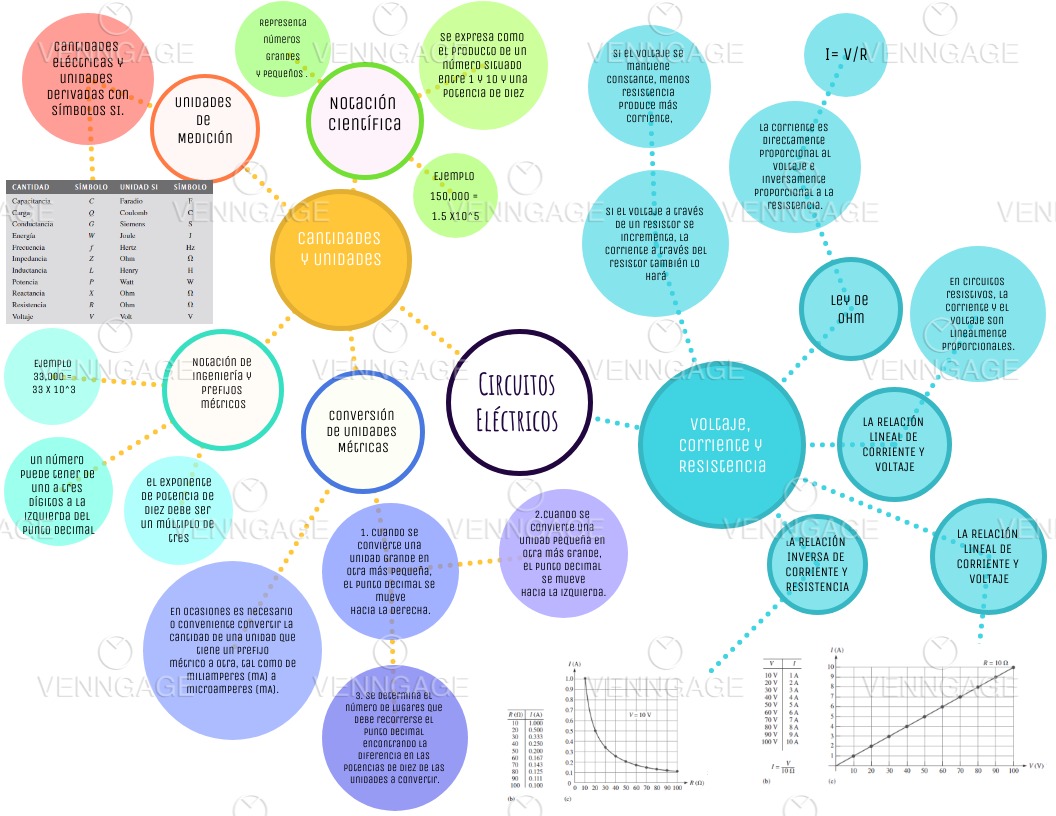 Cantidades
eléctricas y
unidades
derivadas con
símbolos SI.
Unidades
de
medición
Representa
números
grandes
y pequeños .
Notación
científica
Se expresa como
el producto de un
número situado
entre 1 y 10 y una
potencia de diez
Ejemplo
150,000 =
1.5 x10^5
CANTIDAD SÍMBOLO UNIDAD SI SÍMBOLO
Capacitancia C Faradio F
Carga Q Coulomb C
Conductancia G Siemens S
Energía W Joule J
Frecuencia f Hertz Hz
Impedancia Z Ohm Ω
Inductancia L Henry H
Potencia P Watt W
Reactancia X Ohm Ω
Resistencia R Ohm Ω
Voltaje V Volt V
Cantidades
y unidades
Notación de
ingeniería y
prefijos
métricos
Ejemplo
33,000 =
33 x 10^3
Un número
puede tener de
uno a tres
dígitos a la
izquierda del
punto decimal
el exponente
de potencia de
diez debe ser
un múltiplo de
tres
Conversión
de unidades
métricas
En ocasiones es necesario
o conveniente convertir la
cantidad de una unidad que
tiene un prefijo
métrico a otra, tal como de
miliamperes (mA) a
microamperes (mA).
1. Cuando se
convierte una
unidad grande en
otra más pequeña,
el punto decimal se
mueve
hacia la derecha.
2.Cuando se
convierte una
unidad pequeña en
otra más grande,
el punto decimal
se mueve
hacia la izquierda.
3. Se determina el
número de lugares que
debe recorrerse el
punto decimal
encontrando la
diferencia en las
potencias de diez de las
unidades a convertir.
Circuitos
Eléctricos
Si el voltaje se
mantiene
constante, menos
resistencia
produce más
corriente,
Si el voltaje a través
de un resistor se
incrementa, la
corriente a través del
resistor también lo
hará
I= V/R
La corriente es
directamente
proporcional al
voltaje e
inversamente
proporcional a la
resistencia.
Ley de
Ohm
En circuitos
resistivos, la
corriente y el
voltaje son
linealmente
proporcionales.
Voltaje,
corriente y
Resistencia
LA RELACIÓN
LINEAL DE
CORRIENTE Y
VOLTAJE
LA RELACIÓN
INVERSA DE
CORRIENTE Y
RESISTENCIA
LA RELACIÓN
LINEAL DE
CORRIENTE Y
VOLTAJE
R (Ω) I (A)
10 1.000
20 0.500
30 0.333
40 0.250
50 0.200
60 0.167
70 0.143
80 0.125
90 0.111
100 0.100
(b)
I (A)
1.0
0.9
0.8
0.7
0.6
0.5
0.4
0.3
0.2
0.1
0
V = 10 V
0 10 20 30 40 50 60 70 80 90 100
R (Ω)
(c)
V I
10 V 1 A
20 V 2 A
30 V 3 A
40 V 4 A
50 V 5 A
60 V 6 A
70 V 7 A
80 V 8 A
90 V 9 A
100 V 10 A
I = V
10 Ω
(b)
I (A)
R = 10 Ω
10
9
8
7
6
5
4
3
2
1
0
10 20 30 40 50 60 70 80 90 100
V (V)
(c)
VENNGAGE